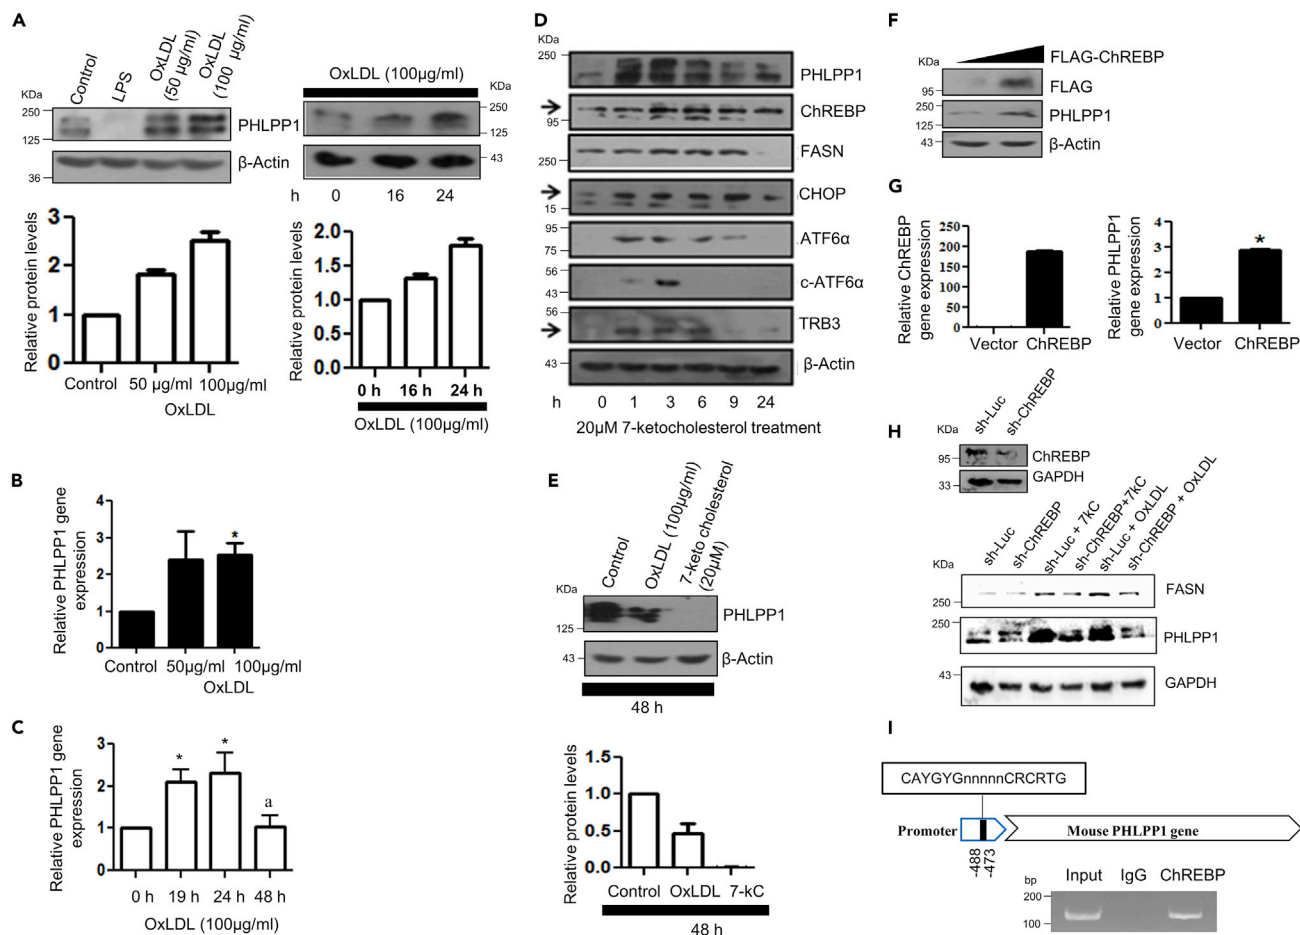 A
Control
LPS
OxLDL
(50 µg/ml)
OxLDL
(100 µg/ml)
KDa
250
125
PHLPP1
36
β-Actin
OxLDL (100µg/ml)
KDa
250
125
43
h 0 16 24
Relative protein levels
3
2
1
0
Control 50 µg/ml 100µg/ml
OxLDL
Relative protein levels
2.0
1.5
1.0
0.5
0.0
0 h 16 h 24 h
OxLDL (100µg/ml)
B
Relative PHLPP1 gene
expression
4
3
2
1
0
*
Control 50µg/ml 100µg/ml
OxLDL
C
Relative PHLPP1 gene
expression
3
2
1
0
* * a
0 h 19 h 24 h 48 h
OxLDL (100µg/ml)
D
KDa
250
PHLPP1
95
ChREBP
250
FASN
15
CHOP
95
75
ATF6α
56
43
c-ATF6α
56
TRB3
43
β-Actin
h 0 1 3 6 9 24
20µM 7-ketocholesterol treatment
E
Control
OxLDL (100µg/ml)
7-keto cholesterol
(20µM)
KDa
125
PHLPP1
43
β-Actin
48 h
Relative protein levels
1.5
1.0
0.5
0.0
Control OxLDL 7-kC
48 h
F
FLAG-ChREBP
KDa
95
FLAG
250
PHLPP1
43
β-Actin
G
Relative ChREBP
gene expression
250
200
150
100
50
0
Vector ChREBP
Relative PHLPP1
gene expression
4
3
2
1
0
*
Vector ChREBP
H
sh-Luc
sh-ChREBP
KDa
95
ChREBP
33
GAPDH
sh-Luc
sh-ChREBP
sh-Luc + 7KC
sh-ChREBP+7kC
sh-Luc + OxLDL
sh-ChREBP + OxLDL
KDa
250
FASN
250
PHLPP1
43
GAPDH
I
CAYGYGnnnnnCRCRTG
Promoter
Mouse PHLPP1 gene
-488
-473
Input IgG ChREBP
bp
200
100